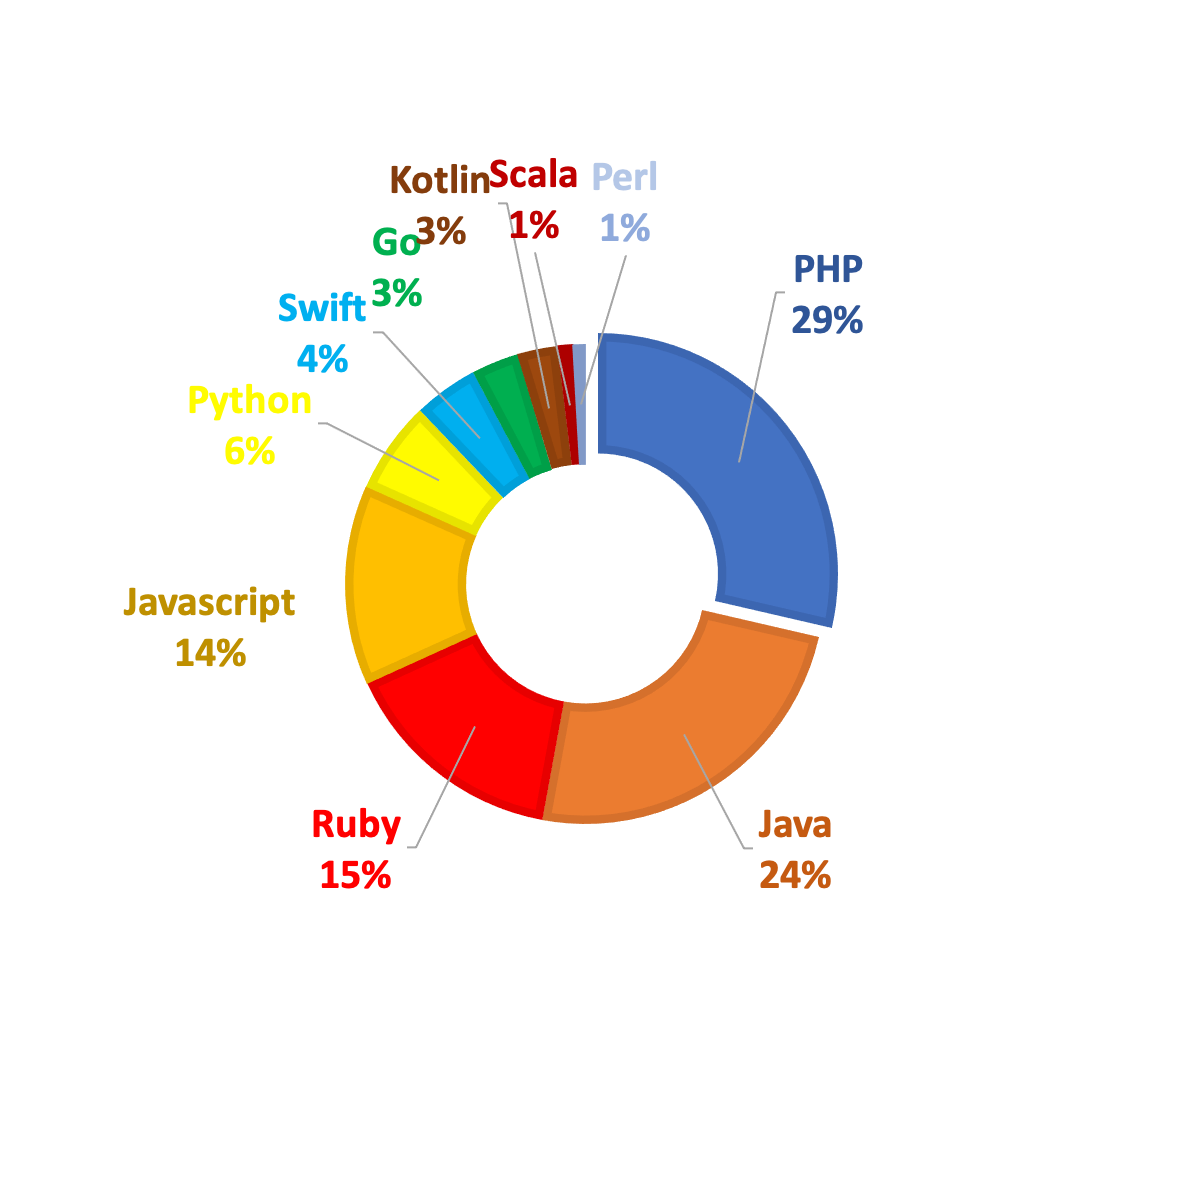 Kotlin
3%
Scala
1%
Perl
1%
Go
3%
PHP
29%
Swift
4%
Python
6%
Javascript
14%
Ruby
15%
Java
24%